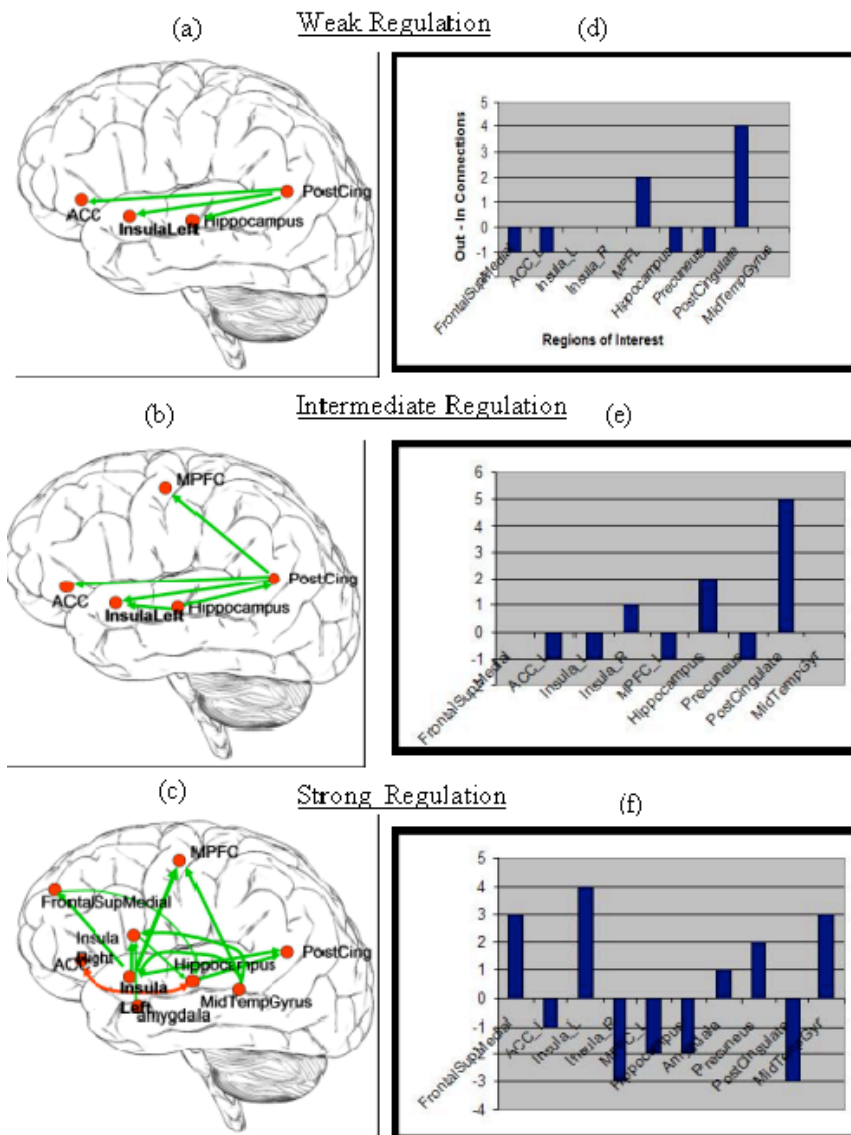 (a) Weak Regulation (d)
ACC
InsulaLeft
Hippocampus
PostCing
Out - In Connections
5
4
3
2
1
0
-1
FrontalSupMedial
ACC_L
Insula_L
Insula_R
MPFL
Hippocampus
Precuneus
PostCingulate
MidTempGyrus
Regions of Interest
(b) Intermediate Regulation (e)
MPFC
ACC
InsulaLeft
Hippocampus
PostCing
6
5
4
3
2
1
0
-1
FrontalSupMedial
ACC_L
Insula_L
Insula_R
MPFC_L
Hippocampus
Precuneus
PostCingulate
MidTempGyr
(c) Strong Regulation (f)
MPFC
FrontalSupMedial
Insula
Right
ACC
Hippocampus
PostCing
Insula
Left
MidTempGyrus
amygdala
5
4
3
2
1
0
-1
-2
-3
-4
FrontalSupMedial
ACC_L
Insula_L
Insula_R
MPFC_L
Hippocampus
Amygdala
Precuneus
PostCingulate
MidTempGyr